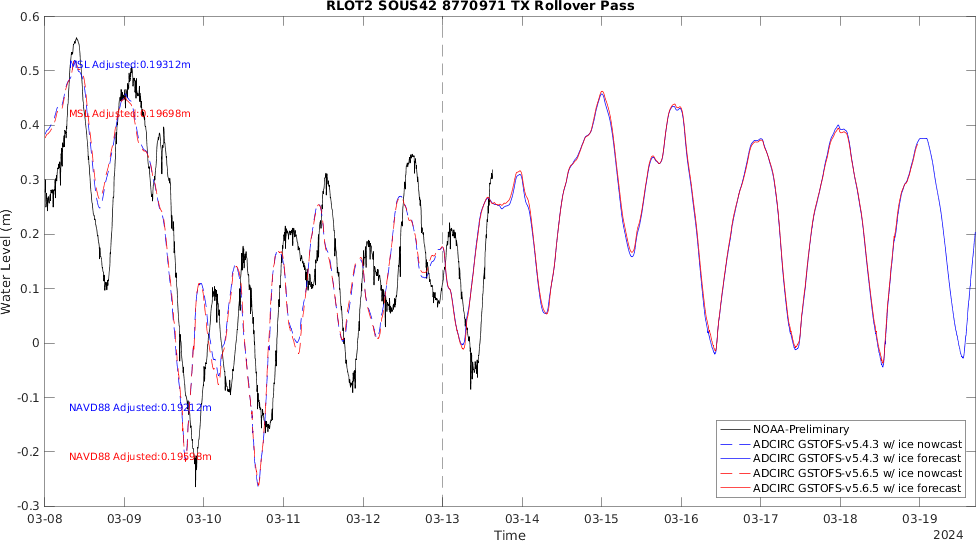 RLOT2 SOUS42 8770971 TX Rollover Pass
0.6
0.5
0.4
0.3
0.2
0.1
0
-0.1
-0.2
-0.3
Water Level (m)
MSL Adjusted:0.19312m
MSL Adjusted:0.19698m
NAVD88 Adjusted:0.19212m
NAVD88 Adjusted:0.19598m
NOAA-Preliminary
ADCIRC GSTOFS-v5.4.3 w/ ice nowcast
ADCIRC GSTOFS-v5.4.3 w/ ice forecast
ADCIRC GSTOFS-v5.6.5 w/ ice nowcast
ADCIRC GSTOFS-v5.6.5 w/ ice forecast
03-08 03-09 03-10 03-11 03-12 03-13 03-14 03-15 03-16 03-17 03-18 03-19
Time
2024